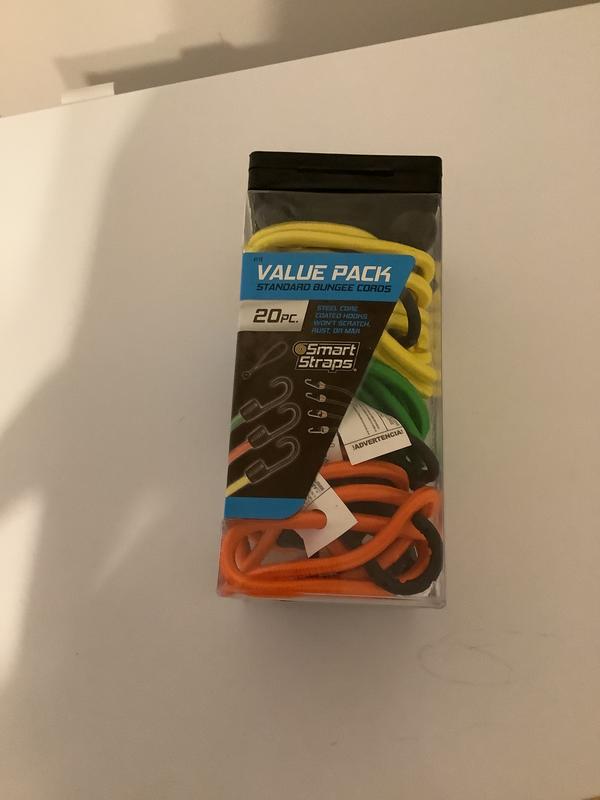 VALUE PACK
STANDARD BUNGEE CORDS
20PC.
STEEL CORE
COATED HOOKS
WON'T SCRATCH,
RUST, OR MAR
Smart
Straps
¡ADVERTENCIA!